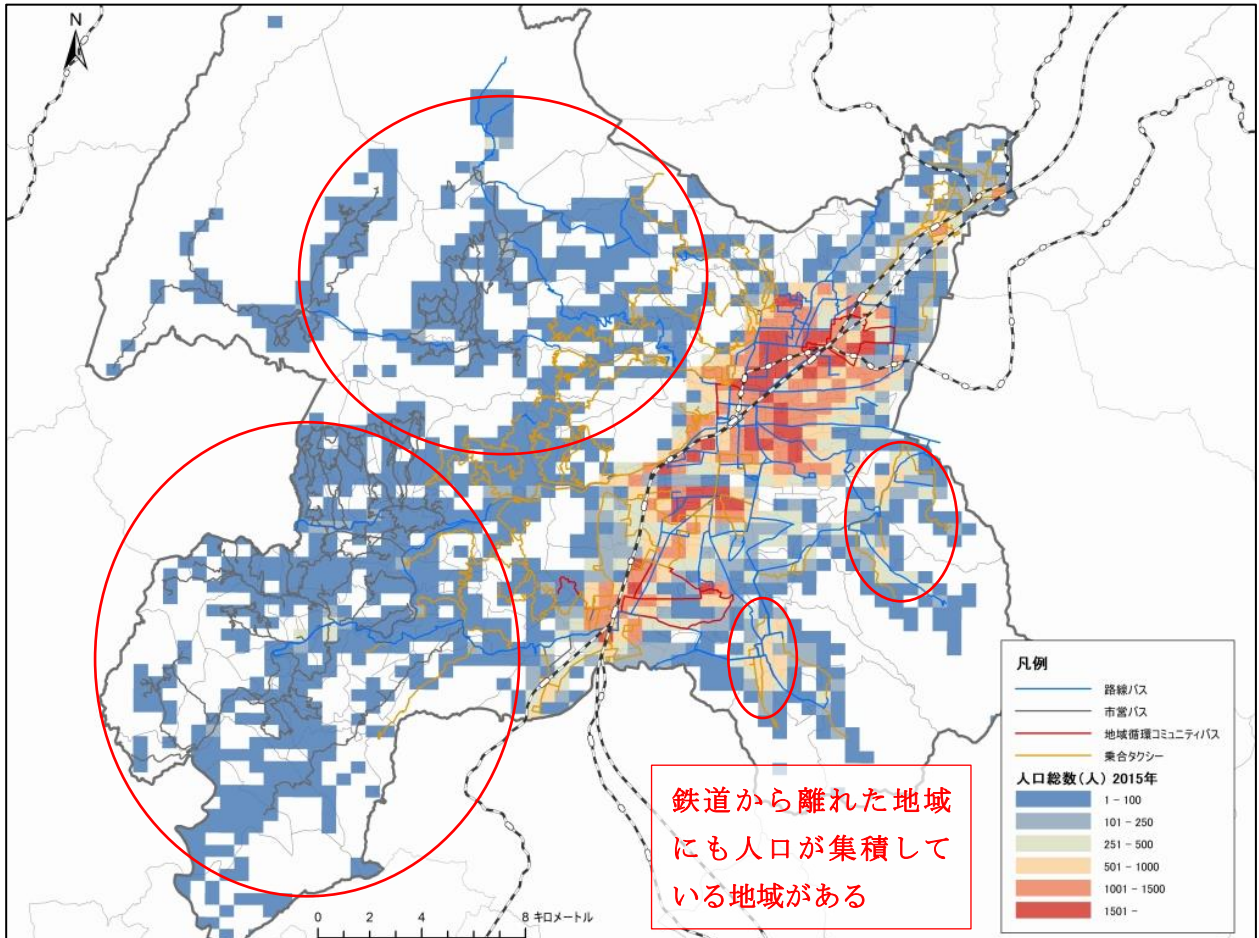 N
鉄道から離れた地域
にも人口が集積して
いる地域がある
凡例
路線バス
市営バス
地域循環コミュニティバス
乗合タクシー
人口総数(人) 2015年
1 - 100
101 - 250
251 - 500
501 - 1000
1001 - 1500
1501 -
0 2 4 8 キロメートル